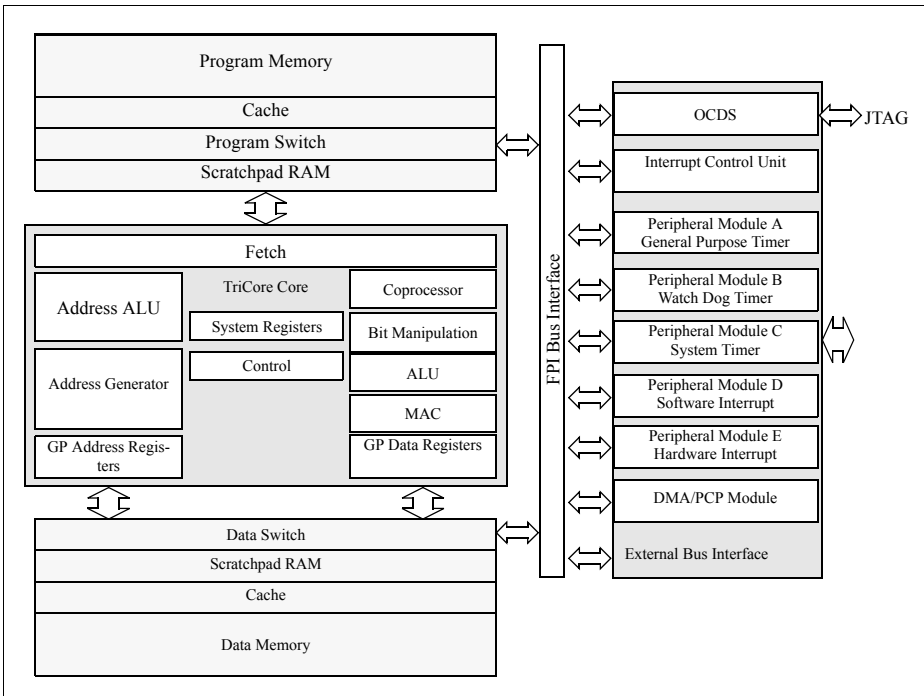 Program Memory
Cache
Program Switch
Scratchpad RAM
Fetch
Address ALU
Address Generator
GP Address Regis-
ters
TriCore Core
System Registers
Control
Coprocessor
Bit Manipulation
ALU
MAC
GP Data Registers
Data Switch
Scratchpad RAM
Cache
Data Memory
FPI Bus Interface
OCDS
JTAG
Interrupt Control Unit
Peripheral Module A
General Purpose Timer
Peripheral Module B
Watch Dog Timer
Peripheral Module C
System Timer
Peripheral Module D
Software Interrupt
Peripheral Module E
Hardware Interrupt
DMA/PCP Module
External Bus Interface